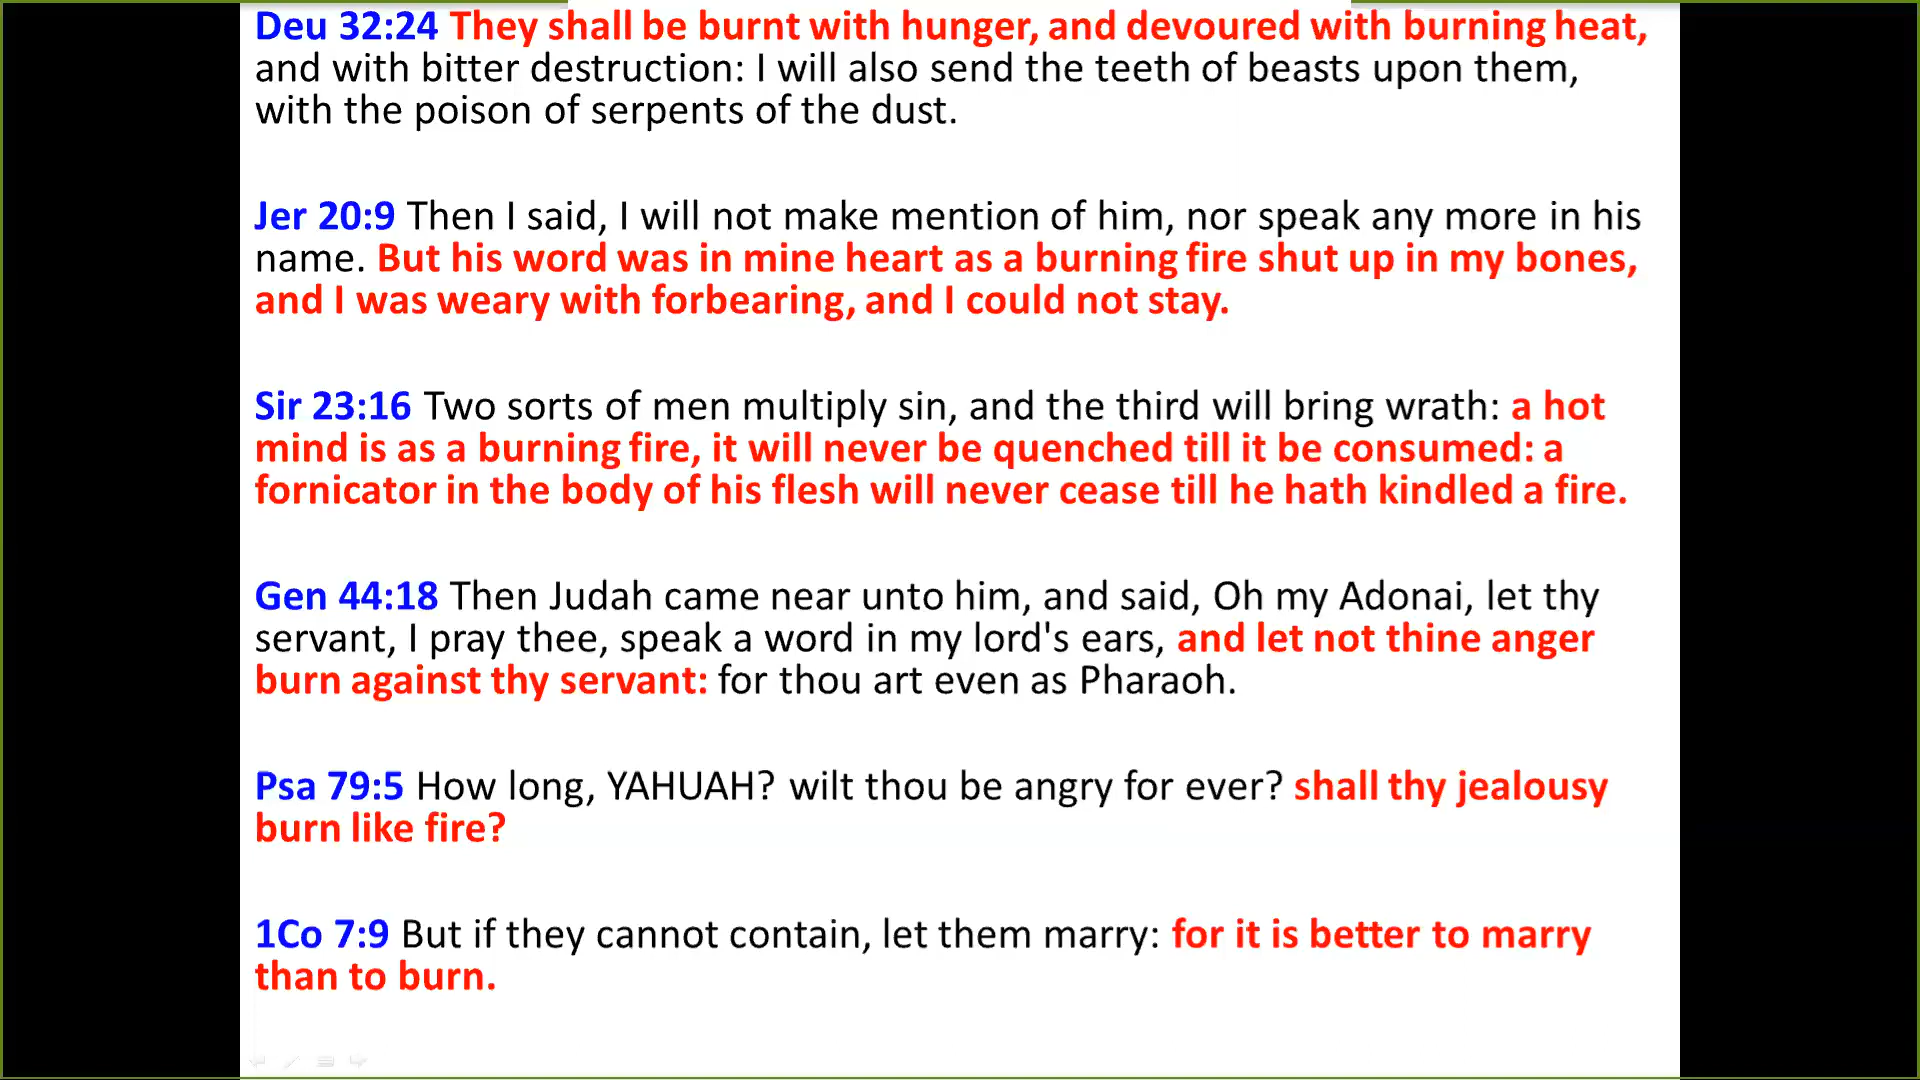 Deu 32:24 They shall be burnt with hunger, and devoured with burning heat,
and with bitter destruction: I will also send the teeth of beasts upon them,
with the poison of serpents of the dust.
Jer 20:9 Then I said, I will not make mention of him, nor speak any more in his
name. But his word was in mine heart as a burning fire shut up in my bones,
and I was weary with forbearing, and I could not stay.
Sir 23:16 Two sorts of men multiply sin, and the third will bring wrath: a hot
mind is as a burning fire, it will never be quenched till it be consumed: a
fornicator in the body of his flesh will never cease till he hath kindled a fire.
Gen 44:18 Then Judah came near unto him, and said, Oh my Adonai, let thy
servant, I pray thee, speak a word in my lord's ears, and let not thine anger
burn against thy servant: for thou art even as Pharaoh.
Psa 79:5 How long, YAHUAH? wilt thou be angry for ever? shall thy jealousy
burn like fire?
1Co 7:9 But if they cannot contain, let them marry: for it is better to marry
than to burn.